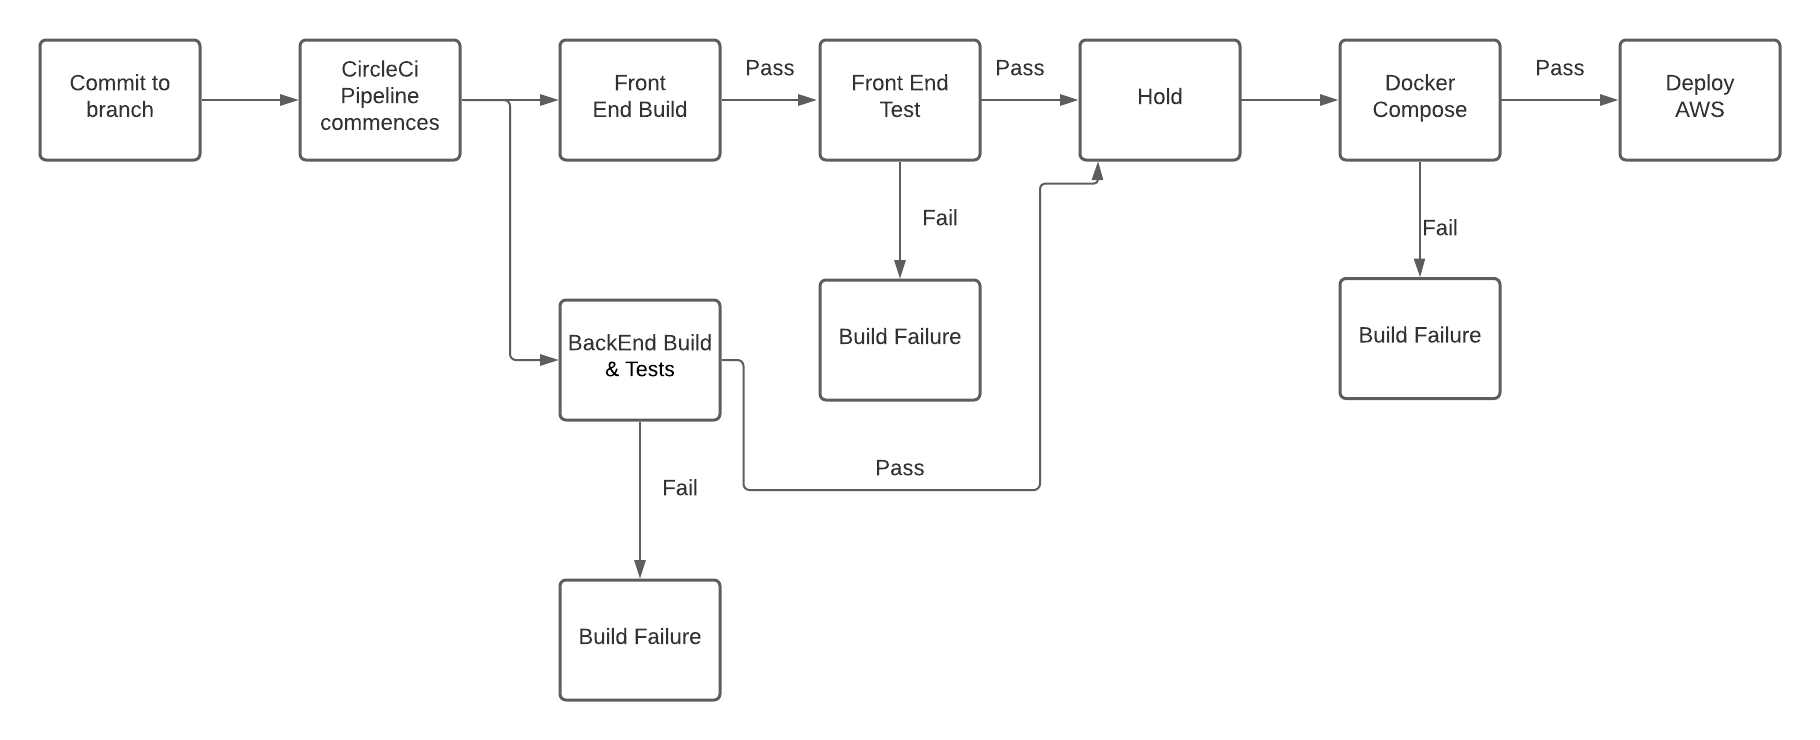 Commit to
branch
CircleCi
Pipeline
commences
Front
End Build
Pass
Front End
Test
Pass
Hold
Docker
Compose
Pass
Deploy
AWS
Fail
Fail
BackEnd Build
& Tests
Build Failure
Build Failure
Pass
Fail
Build Failure